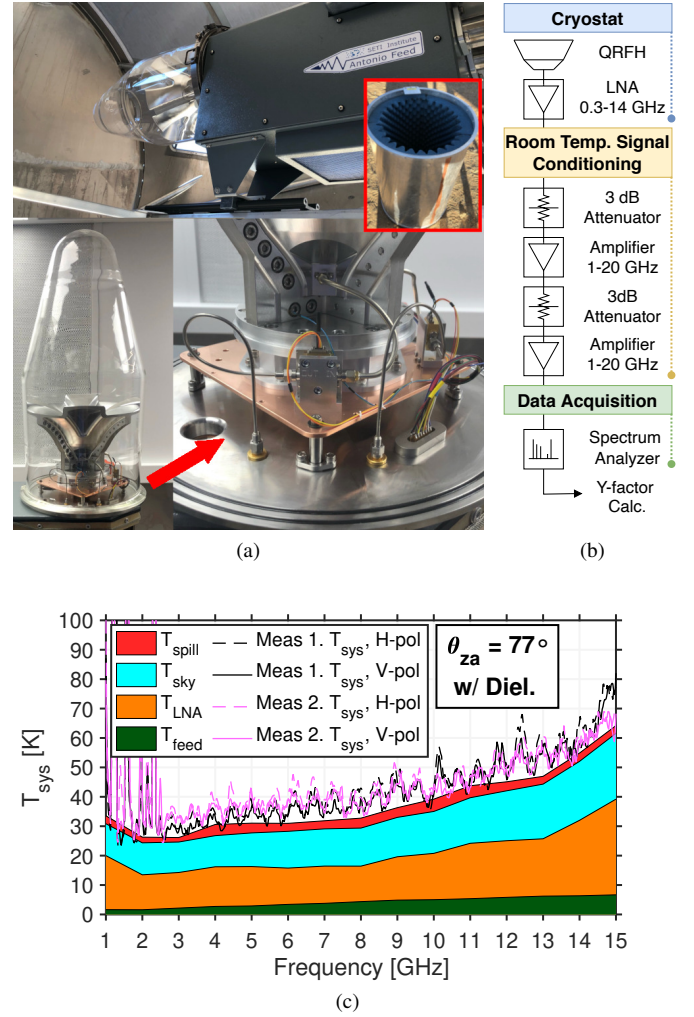 SETI Institute
Antonio Feed
(a)
Cryostat
QRFH
LNA
0.3-14 GHz
Room Temp. Signal
Conditioning
3 dB
Attenuator
Amplifier
1-20 GHz
3dB
Attenuator
Amplifier
1-20 GHz
Data Acquisition
Spectrum
Analyzer
Y-factor
Calc.
(b)
T_sys [K]
100
90
80
70
60
50
40
30
20
10
0
T_spill
T_sky
T_LNA
T_feed
Meas 1. T_sys, H-pol
Meas 1. T_sys, V-pol
Meas 2. T_sys, H-pol
Meas 2. T_sys, V-pol
θ_za = 77°
w/ Diel.
1 2 3 4 5 6 7 8 9 10 11 12 13 14 15
Frequency [GHz]
(c)